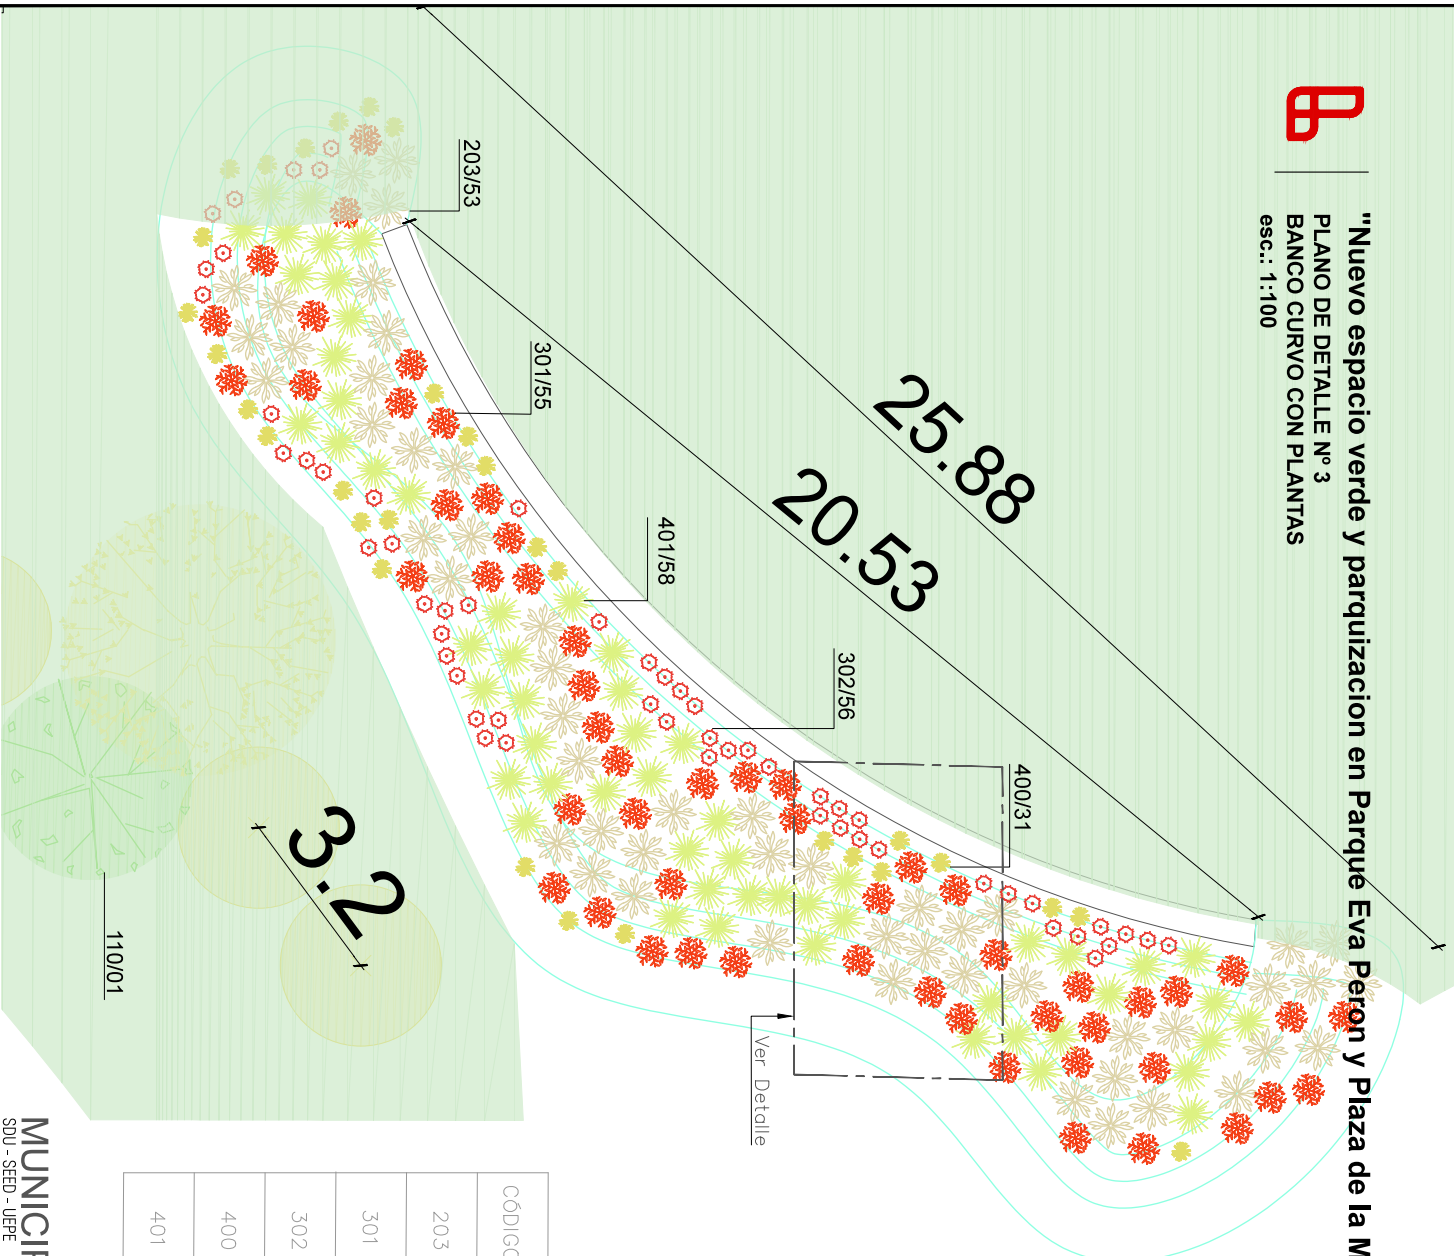 "Nuevo espacio verde y parquizacion en Parque Eva Peron y Plaza de la
PLANO DE DETALLE Nº 3
BANCO CURVO CON PLANTAS
esc.: 1:100
25.88
20.53
203/53
301/55
401/58
302/56
400/31
Ver Detalle
3.2
110/01
CÓDIGO
203
301
302
400
401
SDU - SEED - UEPE